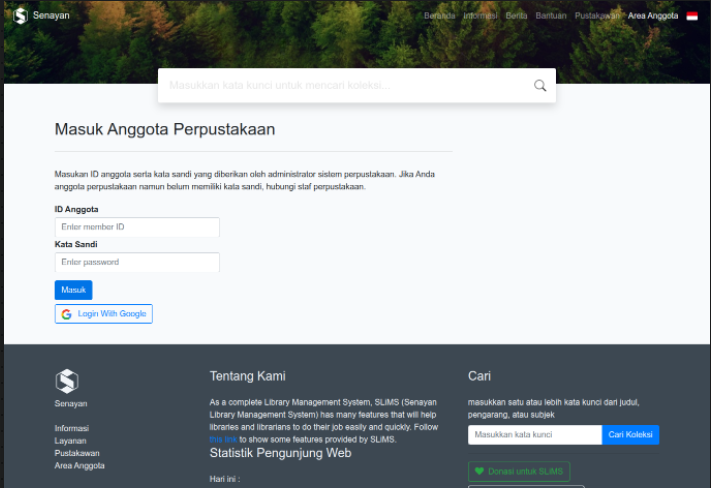 Senayan
Beranda Informasi Berita Bantuan Pustakawan Area Anggota
Masukkan kata kunci untuk mencari koleksi...
Masuk Anggota Perpustakaan
Masukan ID anggota serta kata sandi yang diberikan oleh administrator sistem perpustakaan. Jika Anda
anggota perpustakaan namun belum memiliki kata sandi, hubungi staf perpustakaan.
ID Anggota
Enter member ID
Kata Sandi
Enter password
Masuk
Login With Google
Senayan
Informasi
Layanan
Pustakawan
Area Anggota
Tentang Kami
As a complete Library Management System, SLiMS (Senayan
Library Management System) has many features that will help
libraries and librarians to do their job easily and quickly. Follow
this link to show some features provided by SLiMS.
Statistik Pengunjung Web
Hari ini :
Cari
masukkan satu atau lebih kata kunci dari judul,
pengarang, atau subjek
Masukkan kata kunci
Cari Koleksi
Donasi untuk SLiMS